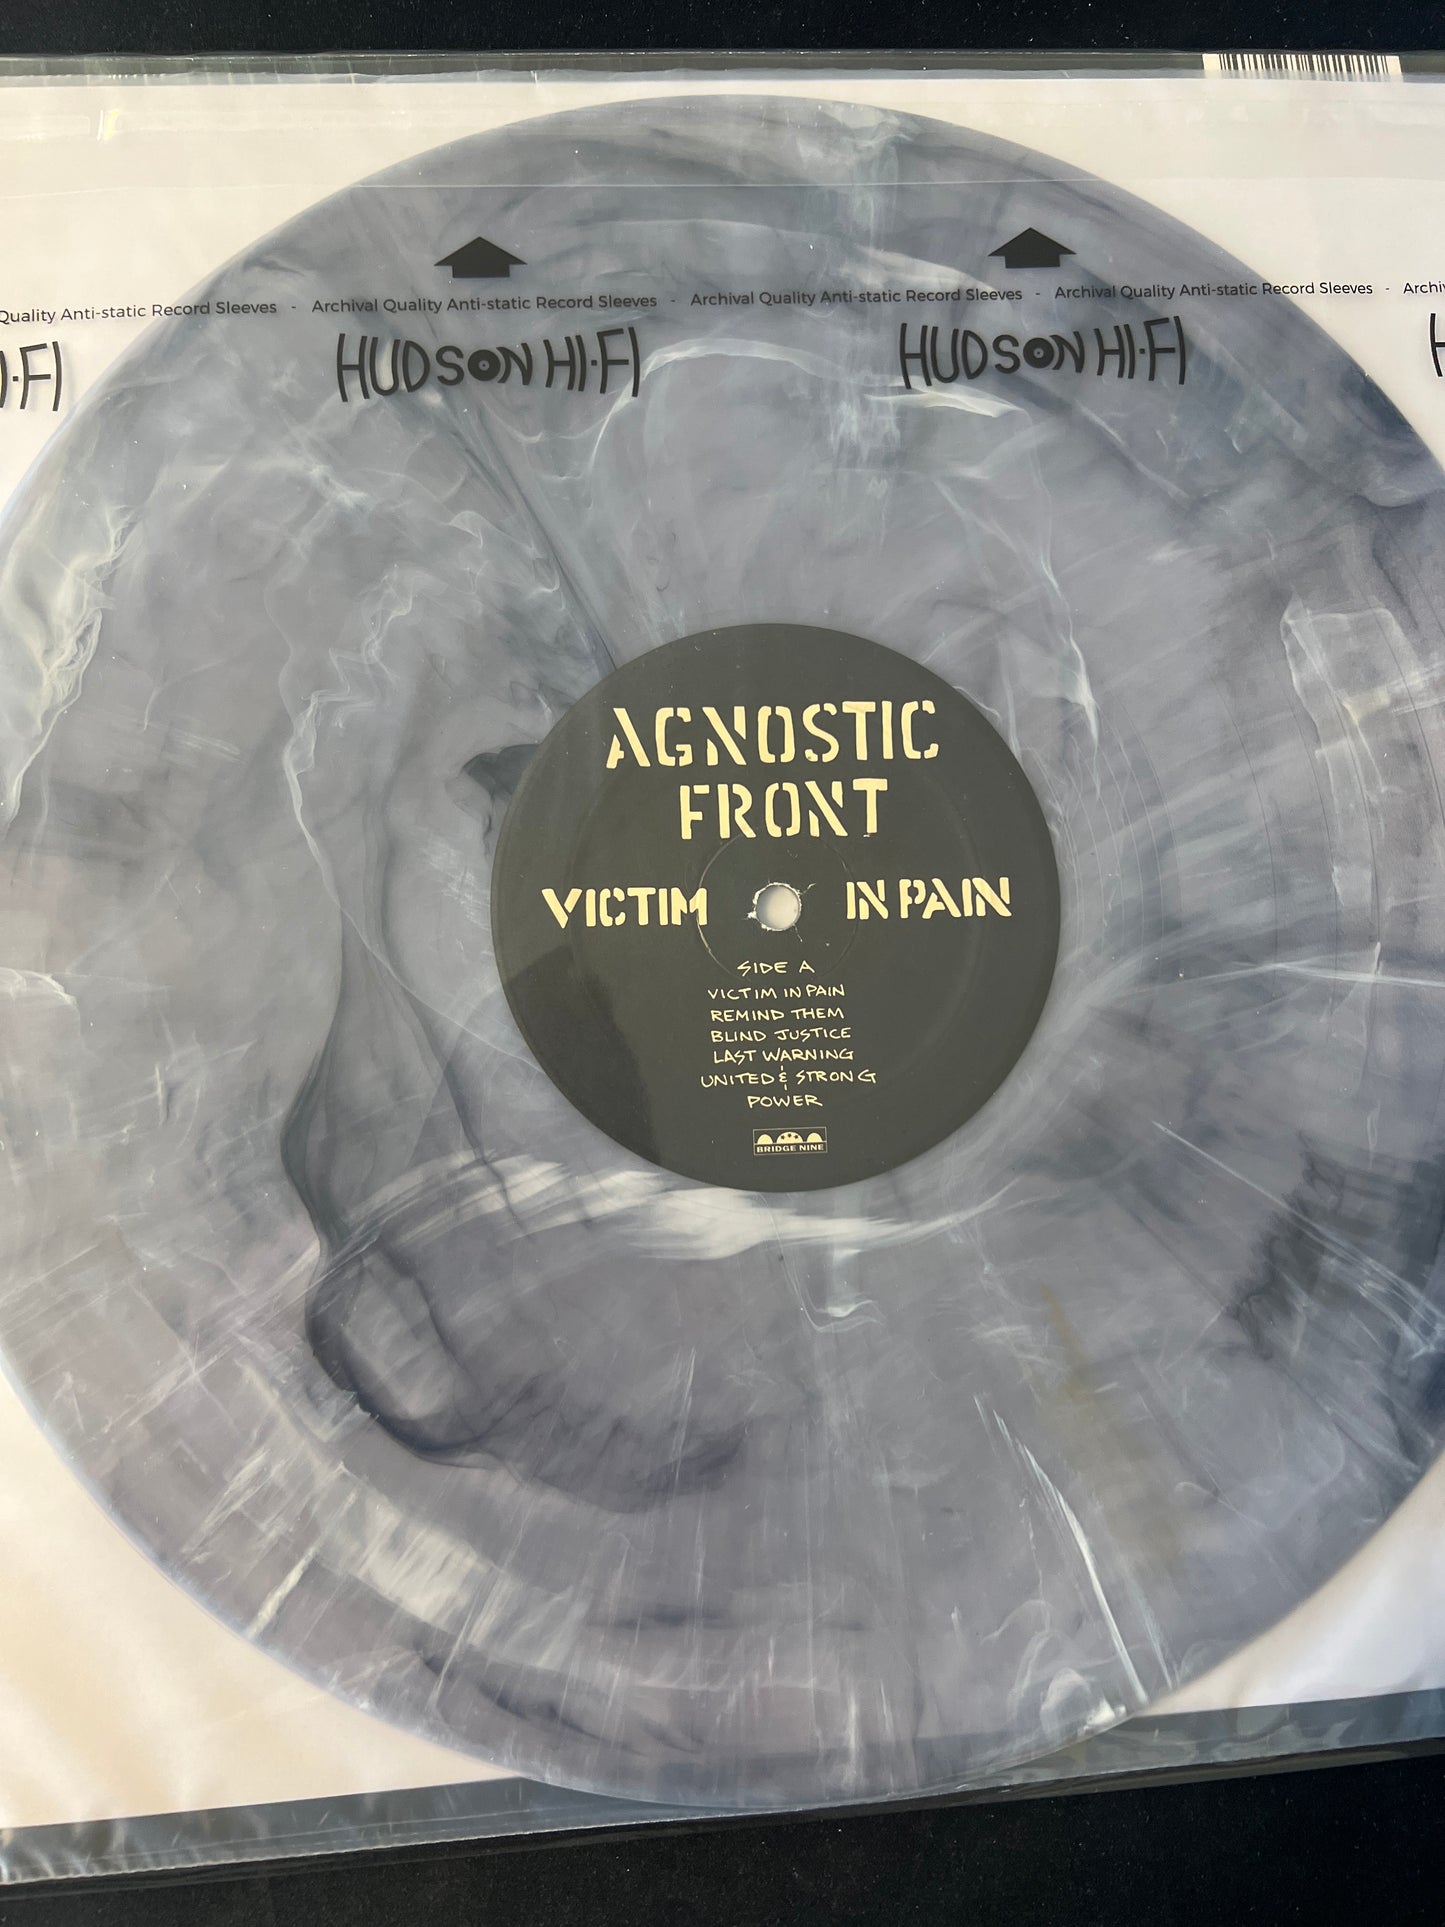 Quality Anti-static Record Sleeves - Archival Quality Anti-static Record Sleeves - Archival Quality Anti-static Record Sleeves - Archival Quality Anti-static Record Sleeves -
HUDSON HI-FI HUDSON HI-FI
AGNOSTIC
FRONT
VICTIM IN PAIN
SIDE A
VICTIM IN PAIN
REMIND THEM
BLIND JUSTICE
LAST WARNING
UNITED & STRONG
POWER
BRIDGE NINE